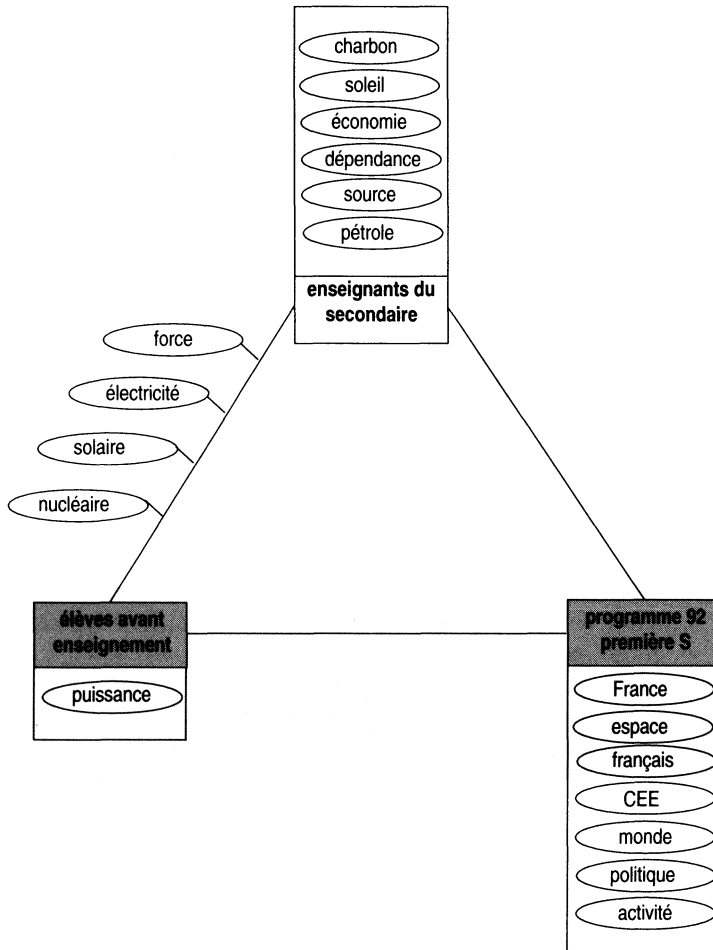 charbon
soleil
économie
dépendance
source
pétrole
enseignants du
secondaire
force
électricité
solaire
nucléaire
élèves avant
enseignement
puissance
programme 92
première S
France
espace
français
CEE
monde
politique
activité